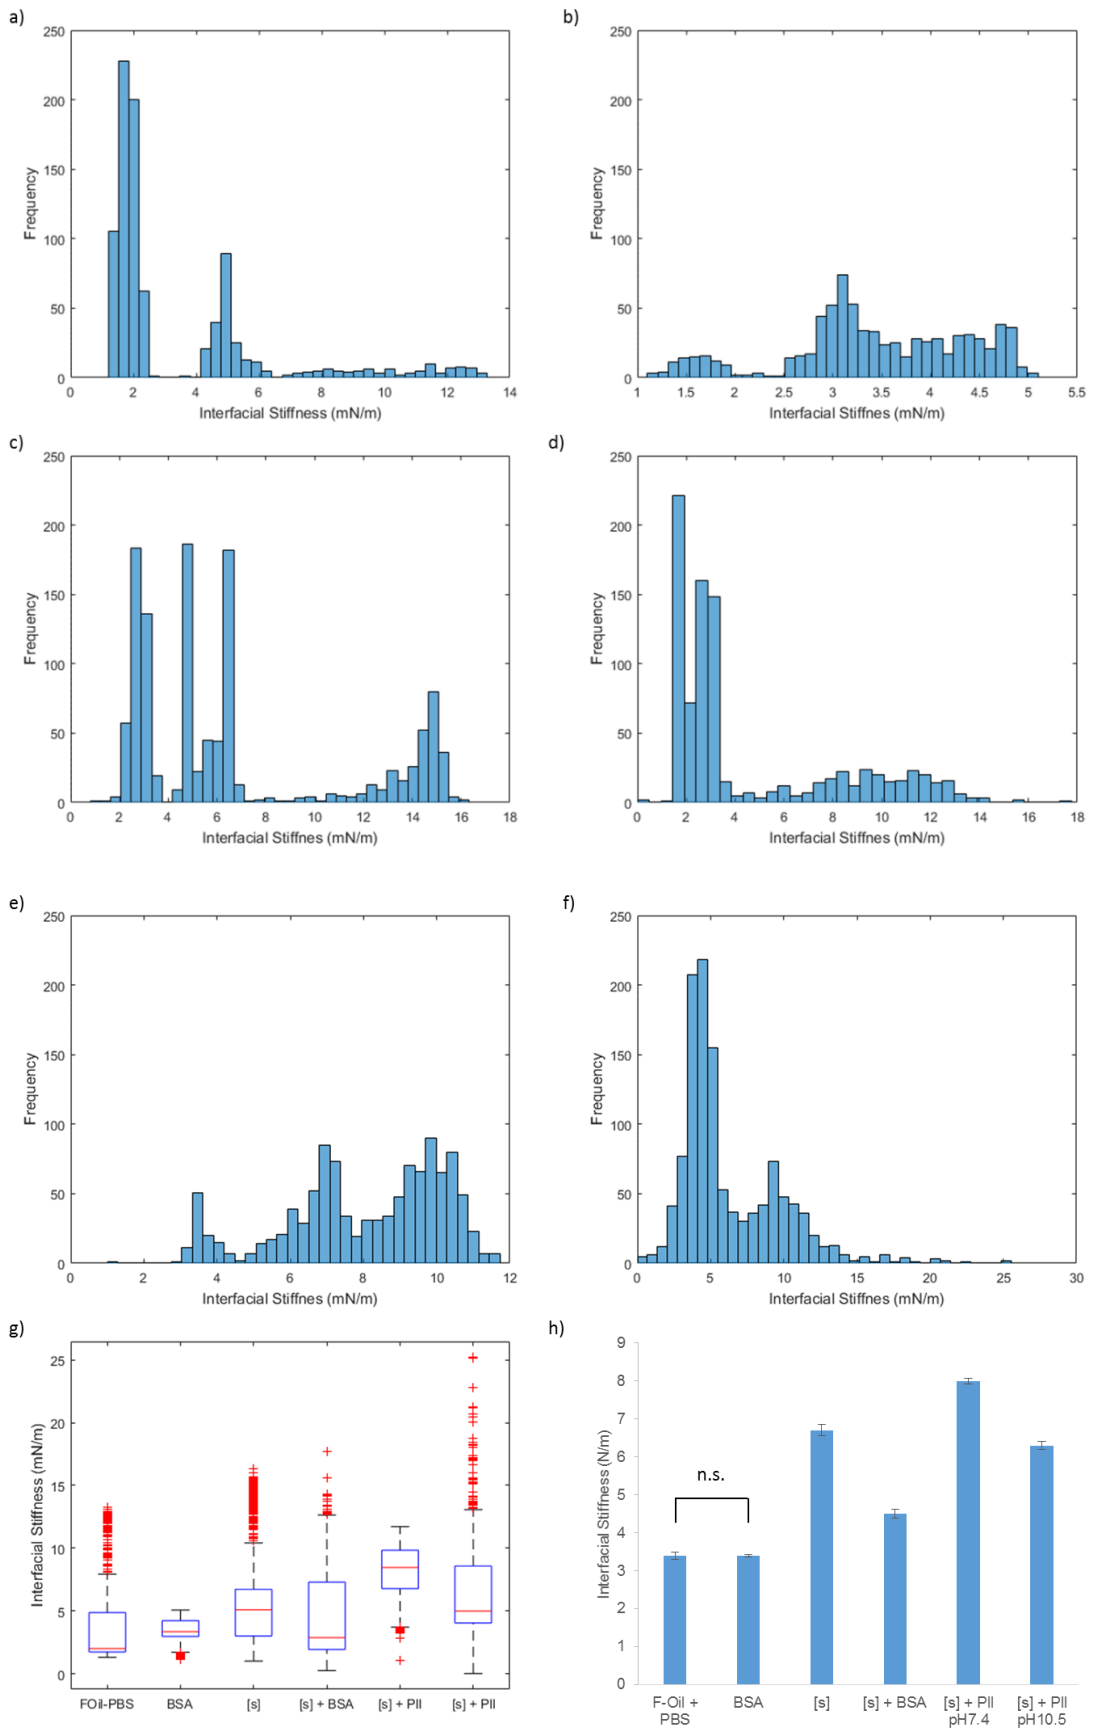 a)
250
200
150
100
50
0
Frequency
0 2 4 6 8 10 12 14
Interfacial Stiffness (mN/m)
b)
250
200
150
100
50
0
Frequency
1 1.5 2 2.5 3 3.5 4 4.5 5 5.5
Interfacial Stiffnes (mN/m)
c)
250
200
150
100
50
0
Frequency
0 2 4 6 8 10 12 14 16 18
Interfacial Stiffnes (mN/m)
d)
250
200
150
100
50
0
Frequency
0 2 4 6 8 10 12 14 16 18
Interfacial Stiffnes (mN/m)
e)
250
200
150
100
50
0
Frequency
0 2 4 6 8 10 12
Interfacial Stiffnes (mN/m)
f)
250
200
150
100
50
0
Frequency
0 5 10 15 20 25 30
Interfacial Stiffnes (mN/m)
g)
25
20
15
10
5
0
Interfacial Stiffness (mN/m)
FOil-PBS BSA [s] [s] + BSA [s] + Pll [s] + Pll
h)
9
8
7
6
5
4
3
2
1
0
Interfacial Stiffness (N/m)
n.s.
F-Oil + BSA [s] [s] + BSA [s] + Pll [s] + Pll
PBS pH7.4 pH10.5